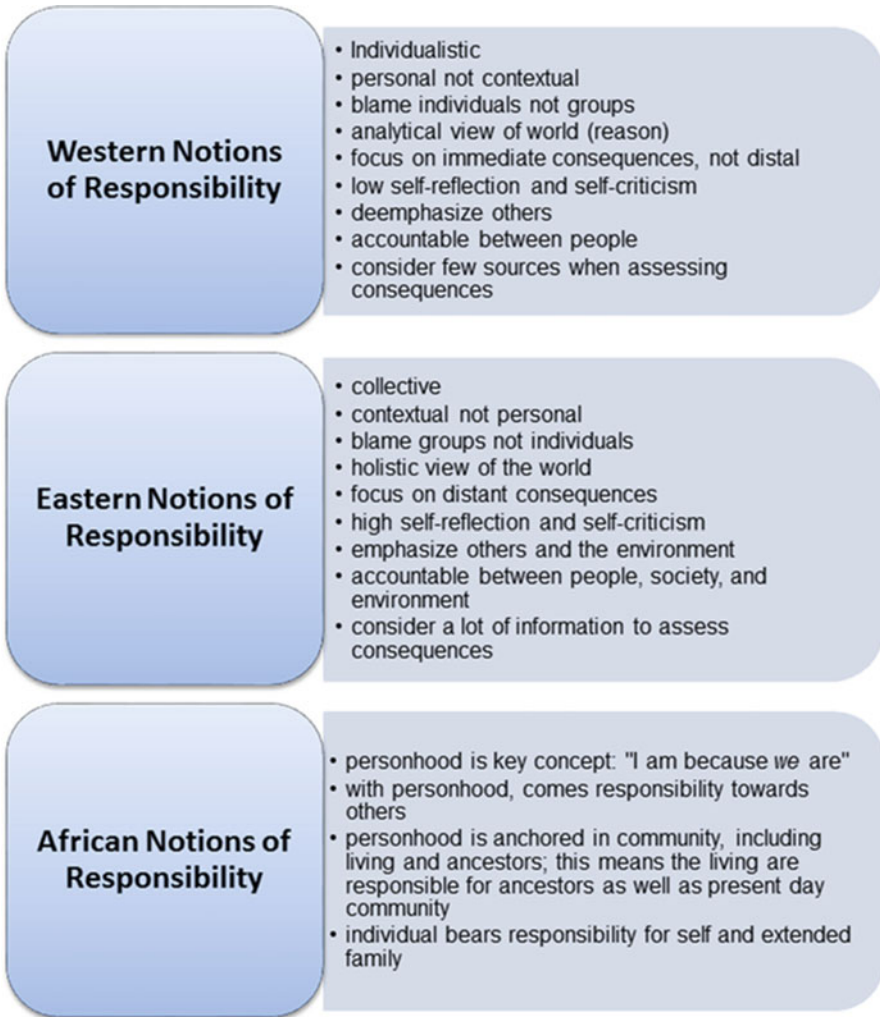 Western Notions
of Responsibility
• Individualistic
• personal not contextual
• blame individuals not groups
• analytical view of world (reason)
• focus on immediate consequences, not distal
• low self-reflection and self-criticism
• deemphasize others
• accountable between people
• consider few sources when assessing
consequences
Eastern Notions of
Responsibility
• collective
• contextual not personal
• blame groups not individuals
• holistic view of the world
• focus on distant consequences
• high self-reflection and self-criticism
• emphasize others and the environment
• accountable between people, society, and
environment
• consider a lot of information to assess
consequences
African Notions of
Responsibility
• personhood is key concept: "I am because we are"
• with personhood, comes responsibility towards
others
• personhood is anchored in community, including
living and ancestors; this means the living are
responsible for ancestors as well as present day
community
• individual bears responsibility for self and extended
family